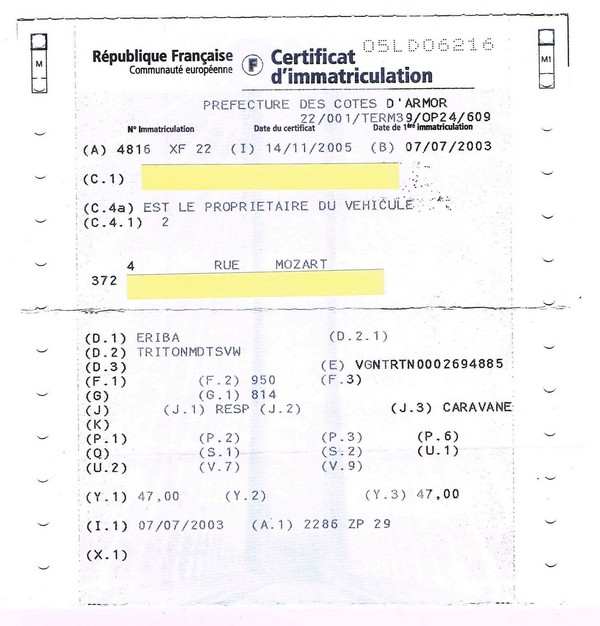 05LD06216
République Française
Communauté européenne
F
Certificat
d'immatriculation
M
M1
PREFECTURE DES COTES D'ARMOR
22/001/TERM39/OP24/609
N° Immatriculation Date du certificat Date de 1ère immatriculation
(A) 4816 XF 22 (I) 14/11/2005 (B) 07/07/2003
(C.1)
(C.4a) EST LE PROPRIETAIRE DU VEHICULE
(C.4.1) 2
4 RUE MOZART
372
(D.1) ERIBA (D.2.1)
(D.2) TRITONMDTSVW
(D.3) (E) VGNTRTN0002694885
(F.1) (F.2) 950 (F.3)
(G) (G.1) 814
(J) (J.1) RESP (J.2) (J.3) CARAVANE
(K)
(P.1) (P.2) (P.3) (P.6)
(Q) (S.1) (S.2) (U.1)
(U.2) (V.7) (V.9)
(Y.1) 47,00 (Y.2) (Y.3) 47,00
(I.1) 07/07/2003 (A.1) 2286 ZP 29
(X.1)